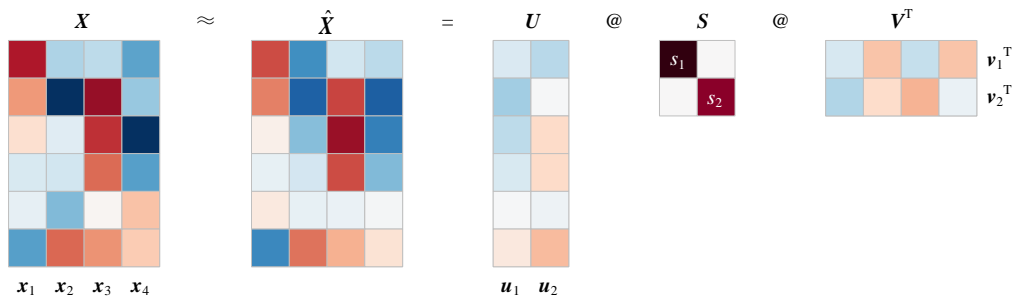 X ≈ X̂ = U @ S @ Vᵀ
s₁
s₂
v₁ᵀ
v₂ᵀ
x₁ x₂ x₃ x₄ u₁ u₂